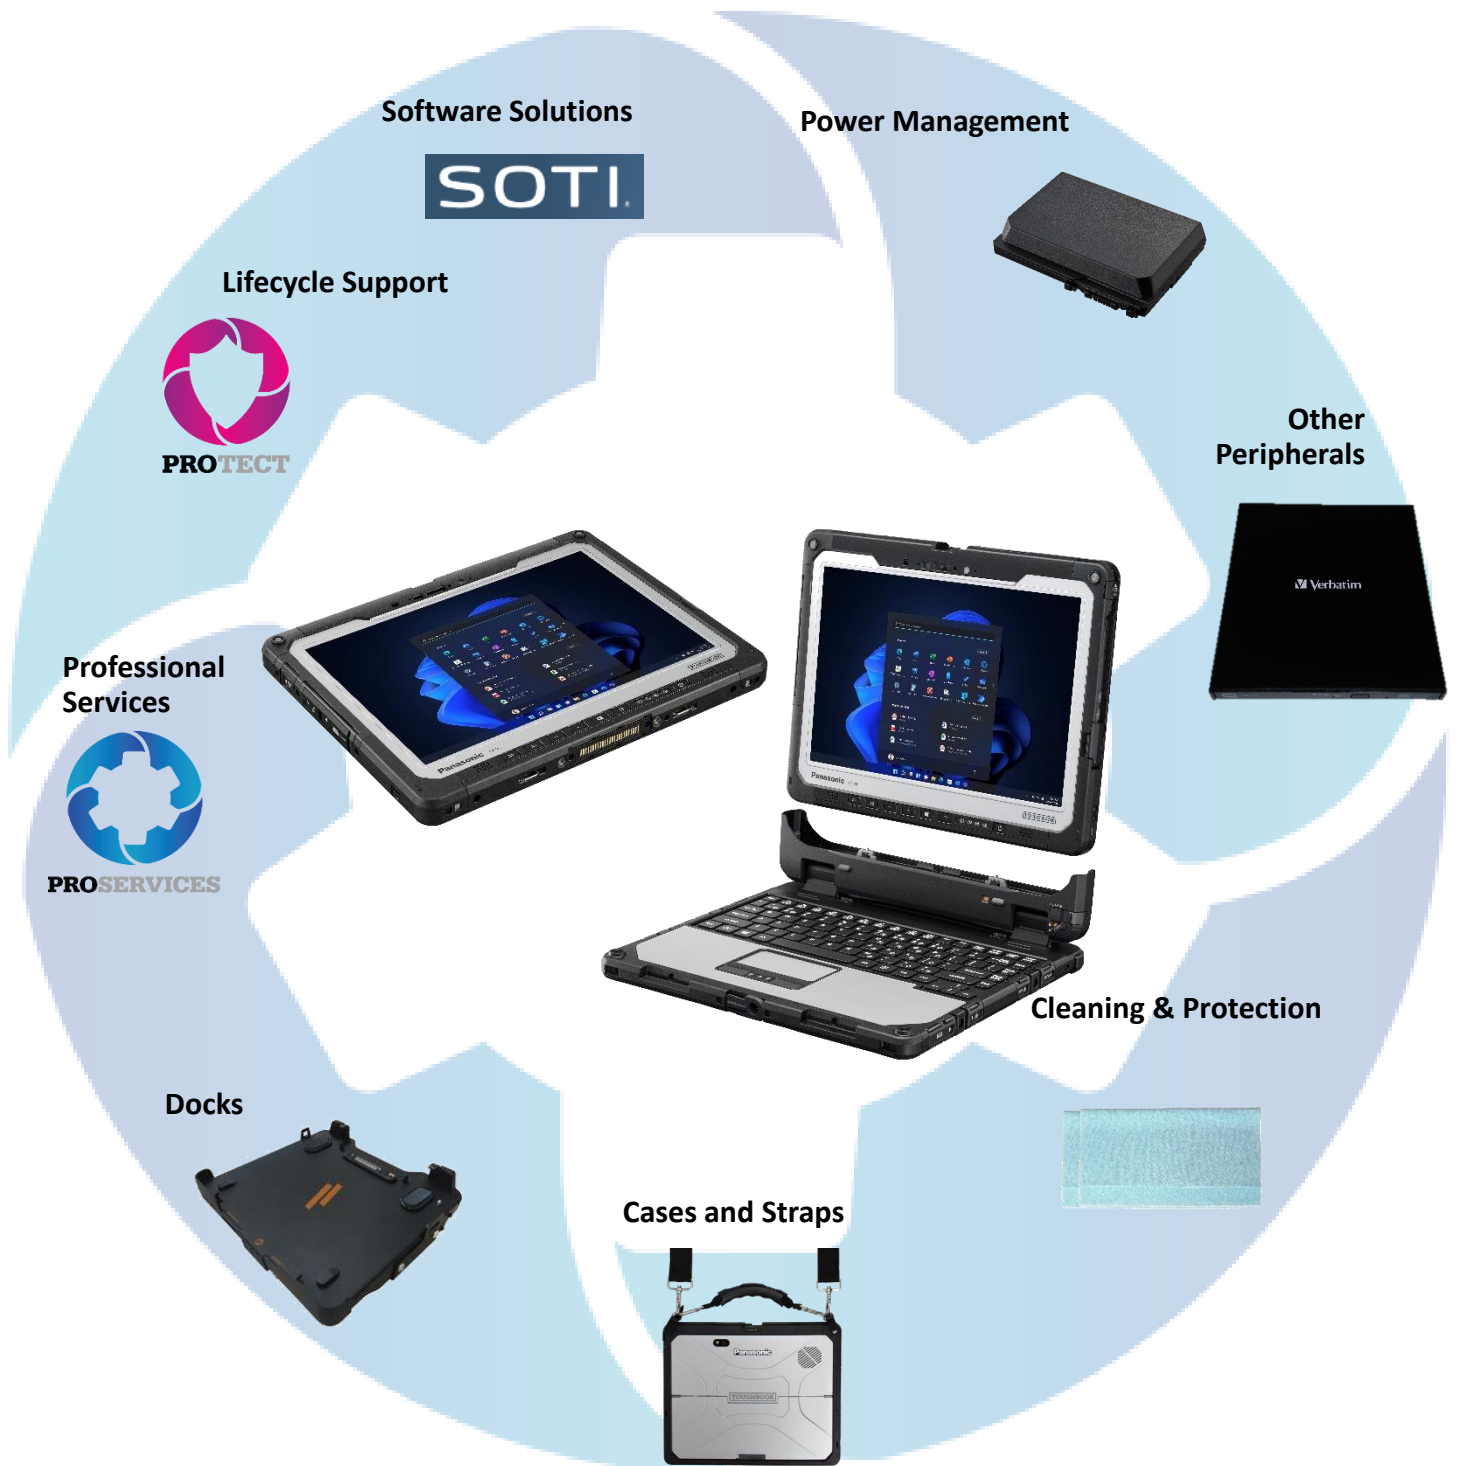 Software Solutions
SOTI
Power Management
Lifecycle Support
PROTECT
Other
Peripherals
Verbatim
Professional
Services
PROSERVICES
Panasonic
Panasonic
Cleaning & Protection
Docks
Cases and Straps
Panasonic
TOUGHBOOK